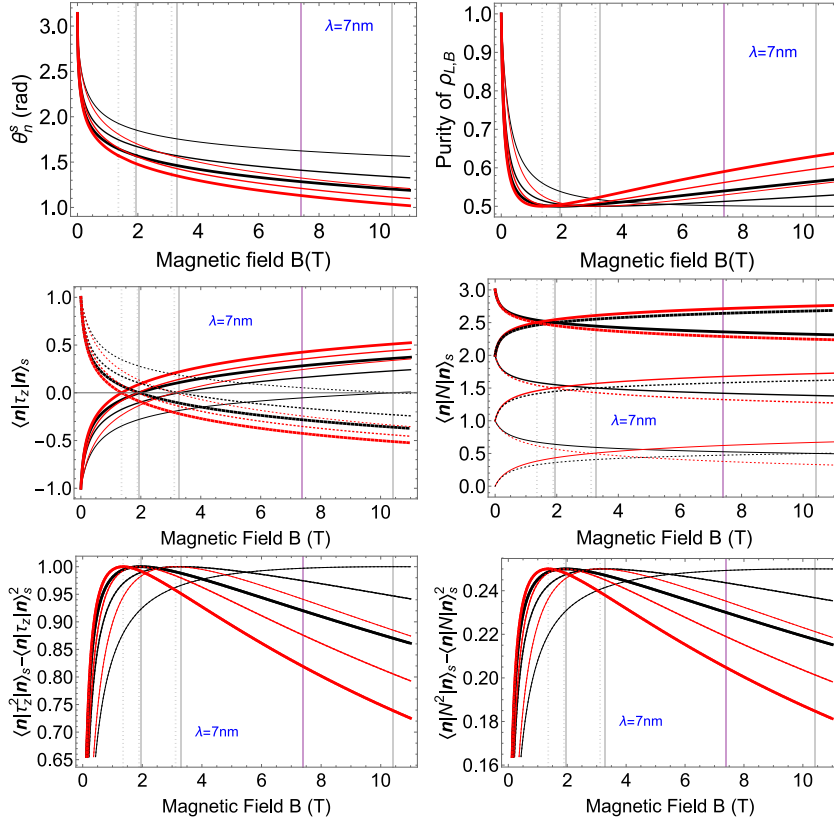 θₙˢ (rad)
3.0
2.5
2.0
1.5
1.0
0 2 4 6 8 10
Magnetic field B(T)
λ=7nm
Purity of ρ_{L,B}
1.0
0.9
0.8
0.7
0.6
0.5
0 2 4 6 8 10
Magnetic field B(T)
λ=7nm
⟨n|τ_z|n⟩_s
1.0
0.5
0.0
-0.5
-1.0
0 2 4 6 8 10
Magnetic Field B (T)
λ=7nm
⟨n|N|n⟩_s
3.0
2.5
2.0
1.5
1.0
0.5
0.0
0 2 4 6 8 10
Magnetic Field B (T)
λ=7nm
⟨n|τ_z^2|n⟩_s-⟨n|τ_z|n⟩_s^2
1.00
0.95
0.90
0.85
0.80
0.75
0.70
0.65
0 2 4 6 8 10
Magnetic Field B (T)
λ=7nm
⟨n|N^2|n⟩_s-⟨n|N|n⟩_s^2
0.24
0.22
0.20
0.18
0.16
0 2 4 6 8 10
Magnetic Field B (T)
λ=7nm